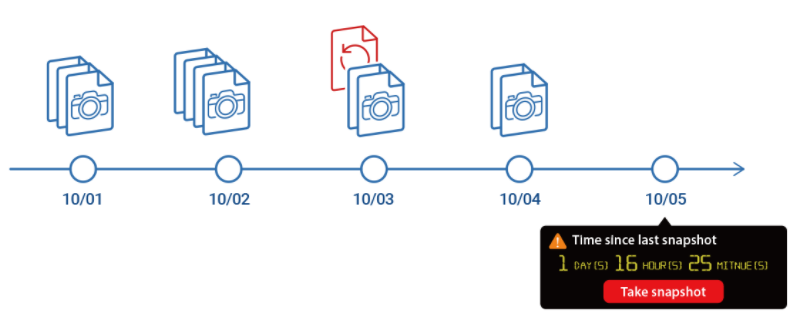 10/01 10/02 10/03 10/04 10/05
Time since last snapshot
1 DAY(S) 16 HOUR(S) 25 MITNUE(S)
Take snapshot